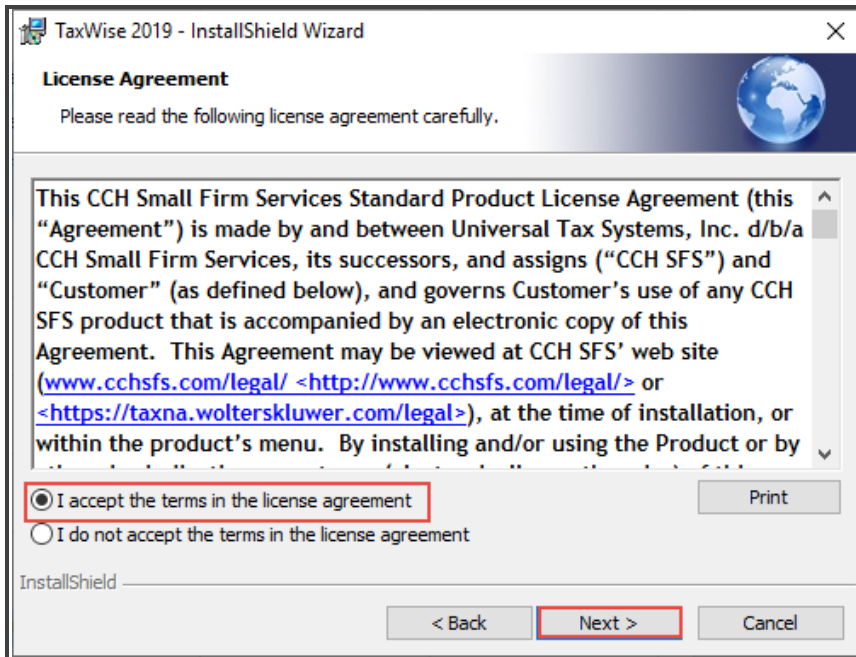 TaxWise 2019 - InstallShield Wizard
License Agreement
Please read the following license agreement carefully.
This CCH Small Firm Services Standard Product License Agreement (this
“Agreement”) is made by and between Universal Tax Systems, Inc. d/b/a
CCH Small Firm Services, its successors, and assigns (“CCH SFS”) and
“Customer” (as defined below), and governs Customer’s use of any CCH
SFS product that is accompanied by an electronic copy of this
Agreement.  This Agreement may be viewed at CCH SFS’ web site
(www.cchsfs.com/legal/ <http://www.cchsfs.com/legal/> or
<https://taxna.wolterskluwer.com/legal>), at the time of installation, or
within the product’s menu.  By installing and/or using the Product or by
I accept the terms in the license agreement
Print
I do not accept the terms in the license agreement
InstallShield
< Back
Next >
Cancel